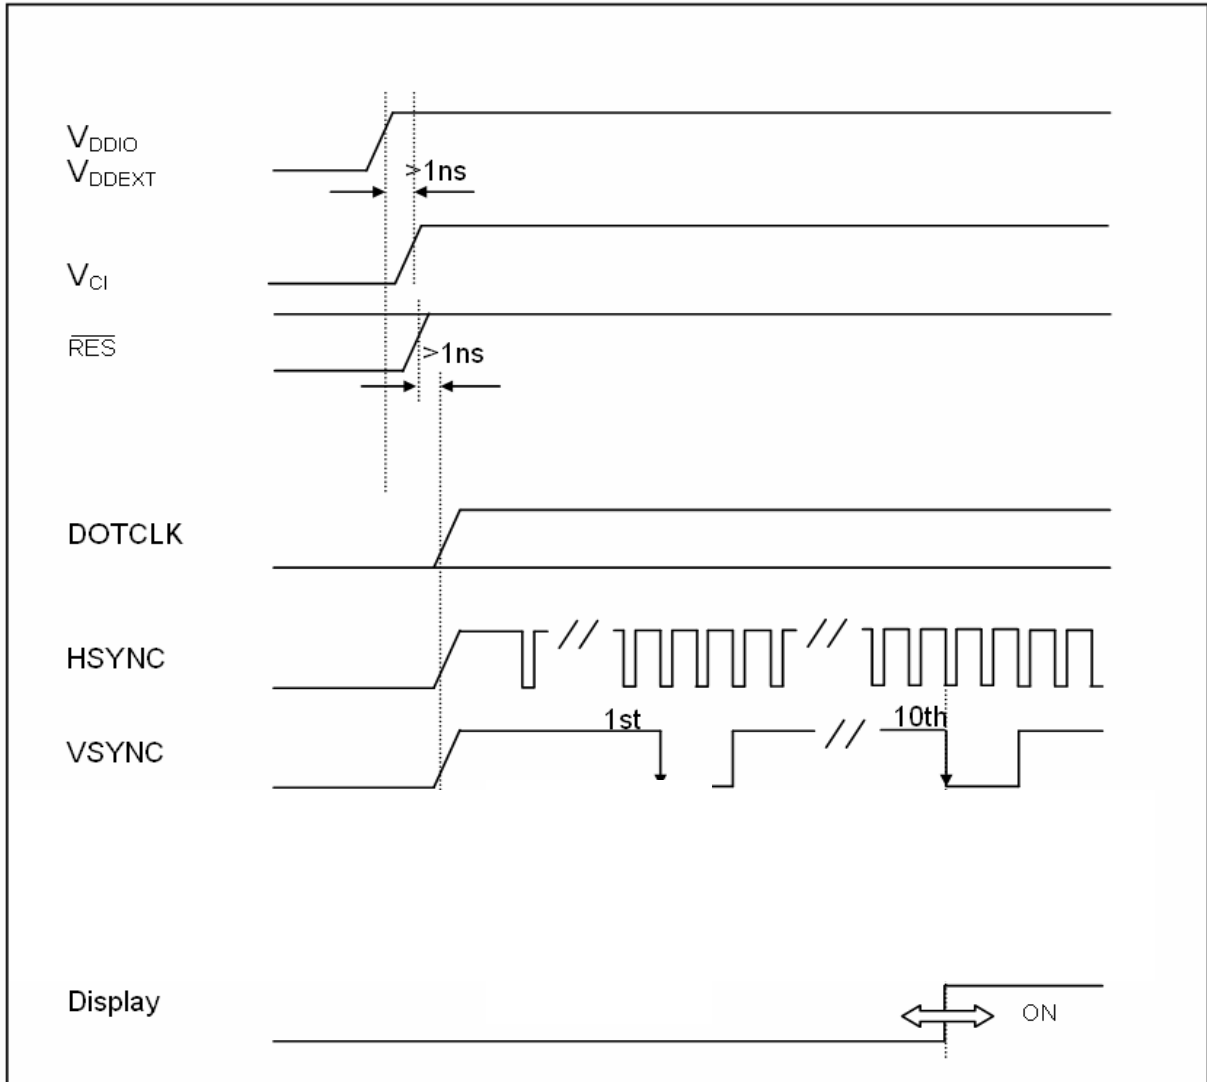 VDDIO
VDDEXT
>1ns
VCI
RES
>1ns
DOTCLK
HSYNC
1st
10th
VSYNC
Display
ON